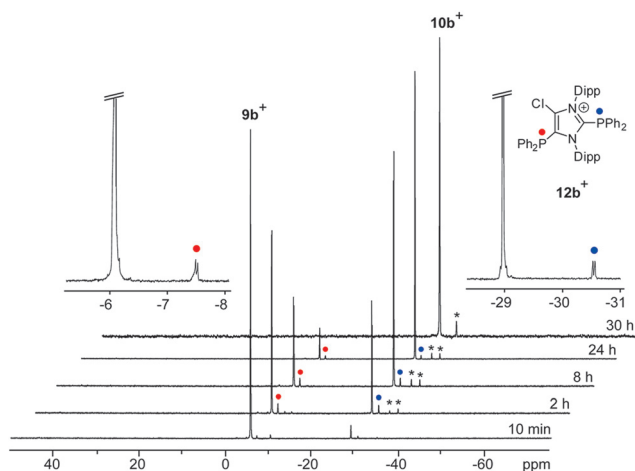 10b+
9b+
Dipp
Cl
N
+
PPh2
Ph2P
N
Dipp
12b+
-6 -7 -8
-29 -30 -31
* 30 h
* * 24 h
* * 8 h
* * 2 h
10 min
40 20 0 -20 -40 -60 ppm